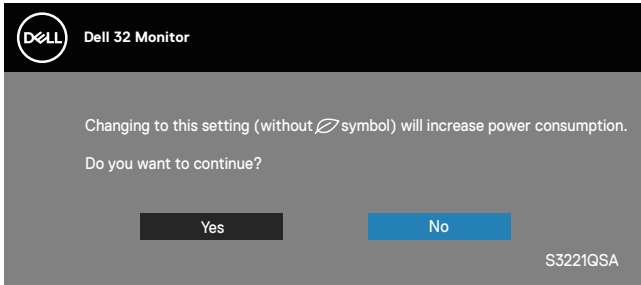 DELL
Dell 32 Monitor
Changing to this setting (without symbol) will increase power consumption.
Do you want to continue?
Yes
No
S3221QSA